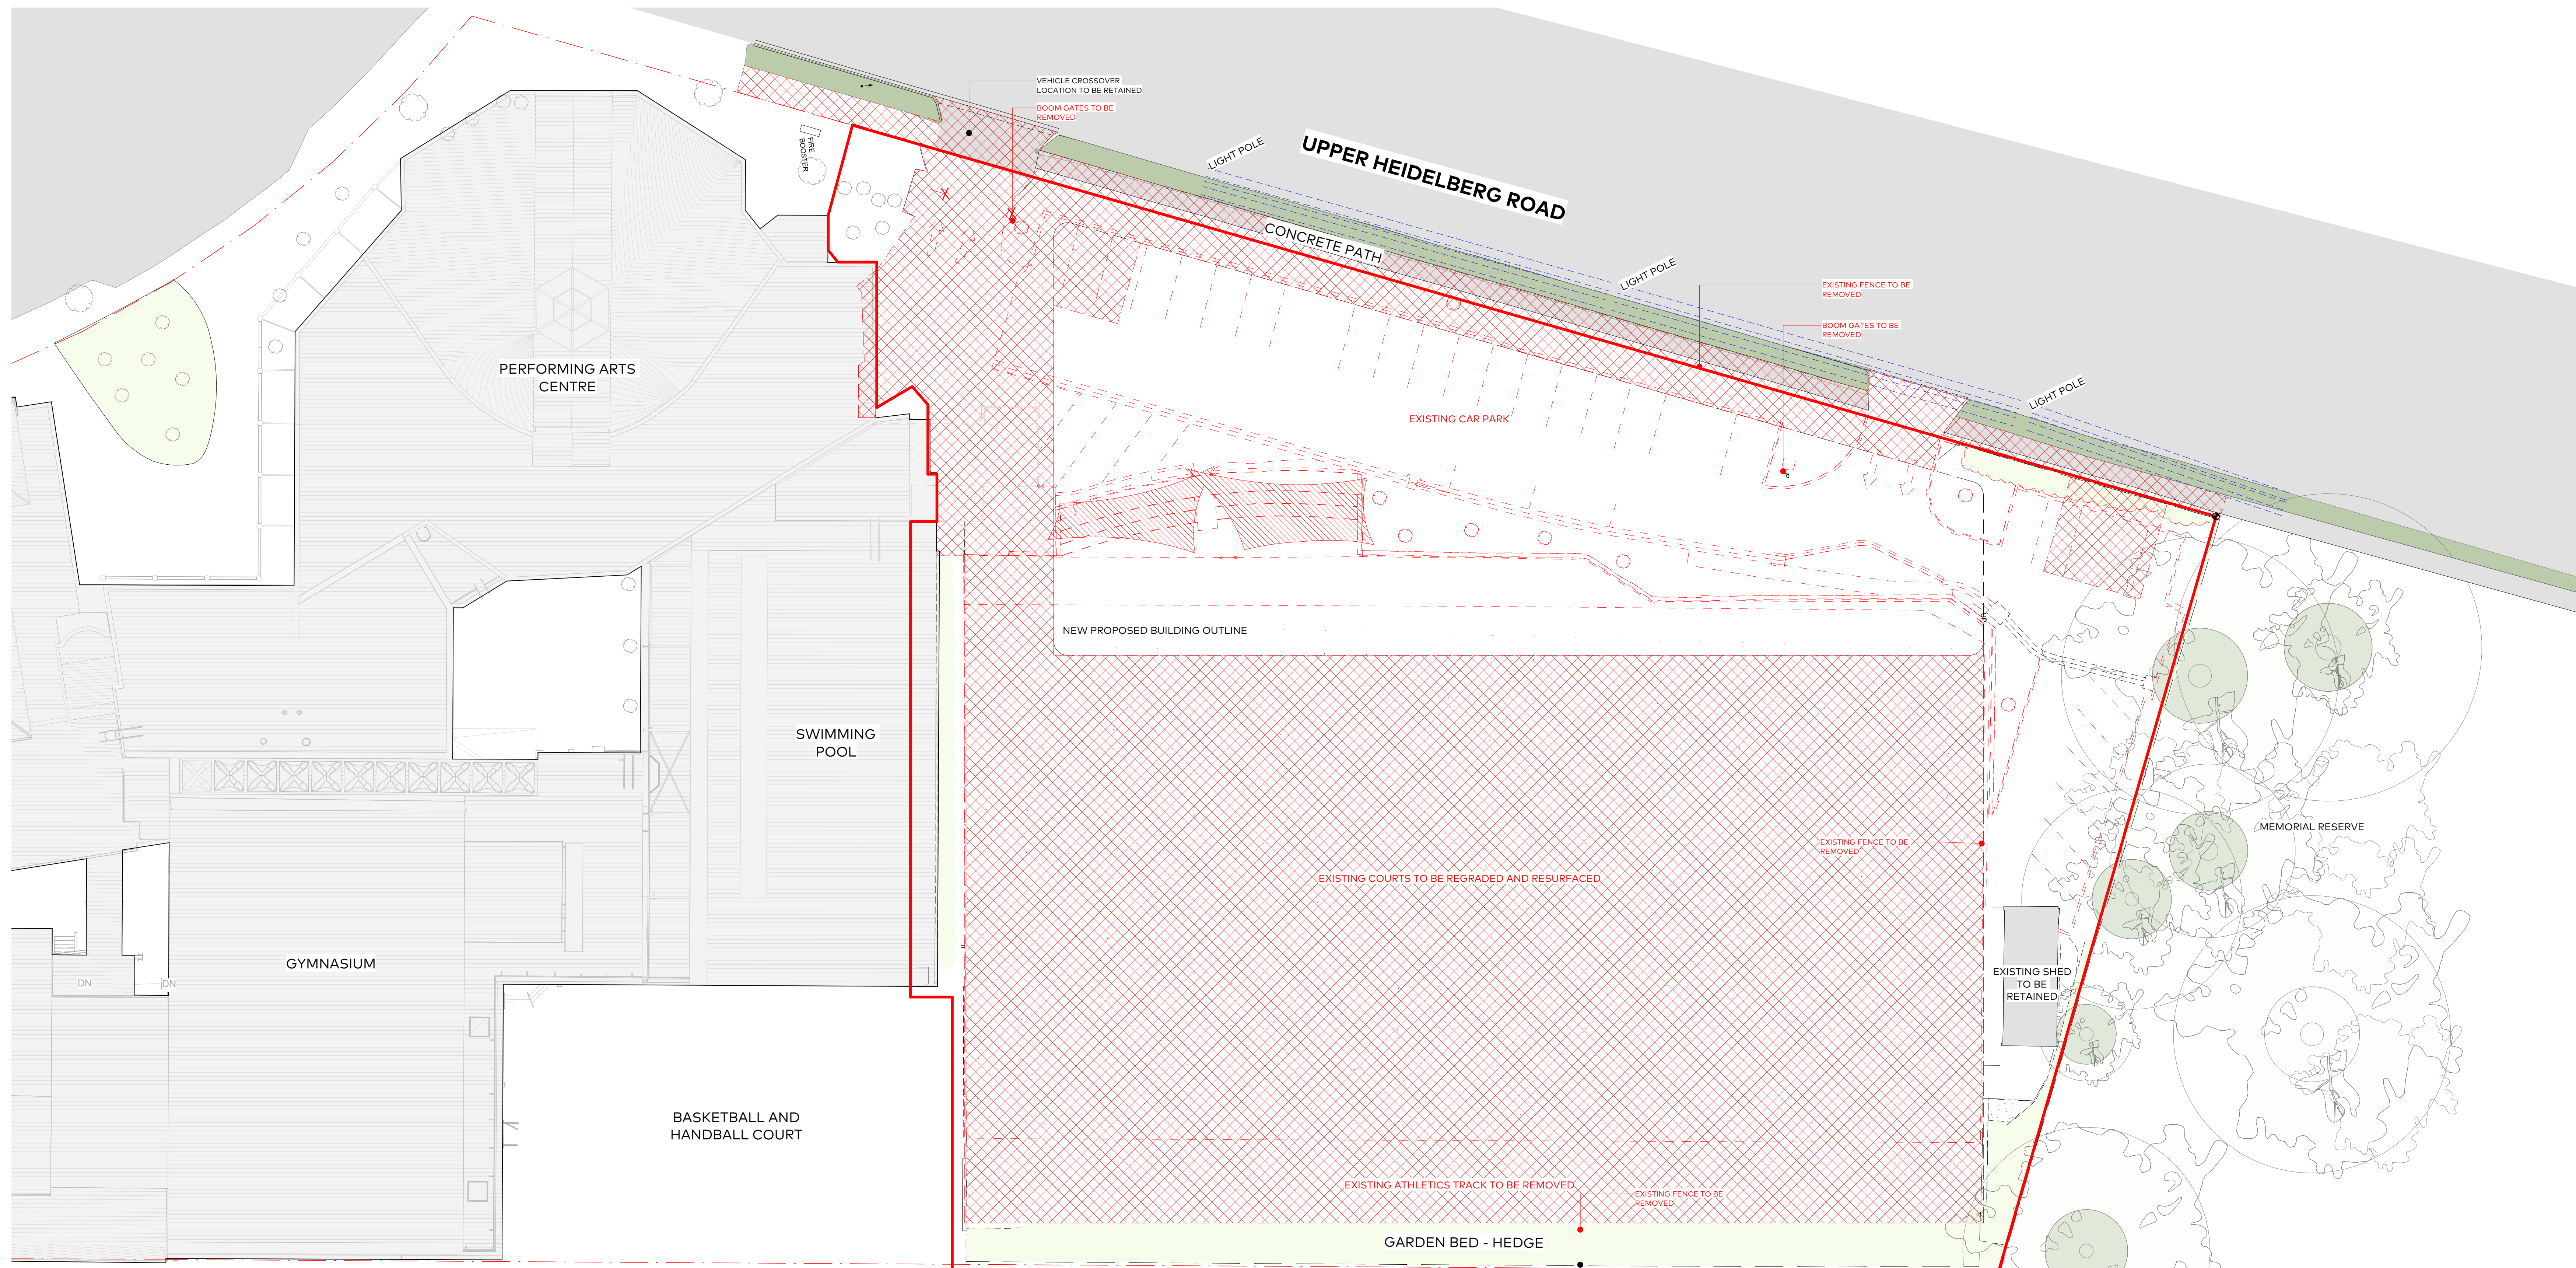 VEHICLE CROSSOVER
LOCATION TO BE RETAINED
BOOM GATES TO BE
REMOVED
FIRE
BOOSTER
LIGHT POLE
UPPER HEIDELBERG ROAD
CONCRETE PATH
LIGHT POLE
EXISTING FENCE TO BE
REMOVED
BOOM GATES TO BE
REMOVED
LIGHT POLE
PERFORMING ARTS
CENTRE
EXISTING CAR PARK
UP
UP
NEW PROPOSED BUILDING OUTLINE
SWIMMING
POOL
MEMORIAL RESERVE
EXISTING FENCE TO BE
REMOVED
EXISTING COURTS TO BE REGRADED AND RESURFACED
GYMNASIUM
DN
DN
EXISTING SHED
TO BE
RETAINED
BASKETBALL AND
HANDBALL COURT
EXISTING ATHLETICS TRACK TO BE REMOVED
EXISTING FENCE TO BE
REMOVED
GARDEN BED - HEDGE